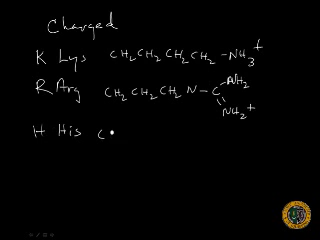 Charged
K Lys CH2CH2CH2CH2-NH3+
NH2
R Arg CH2CH2CH2N-C
NH2+
H His C